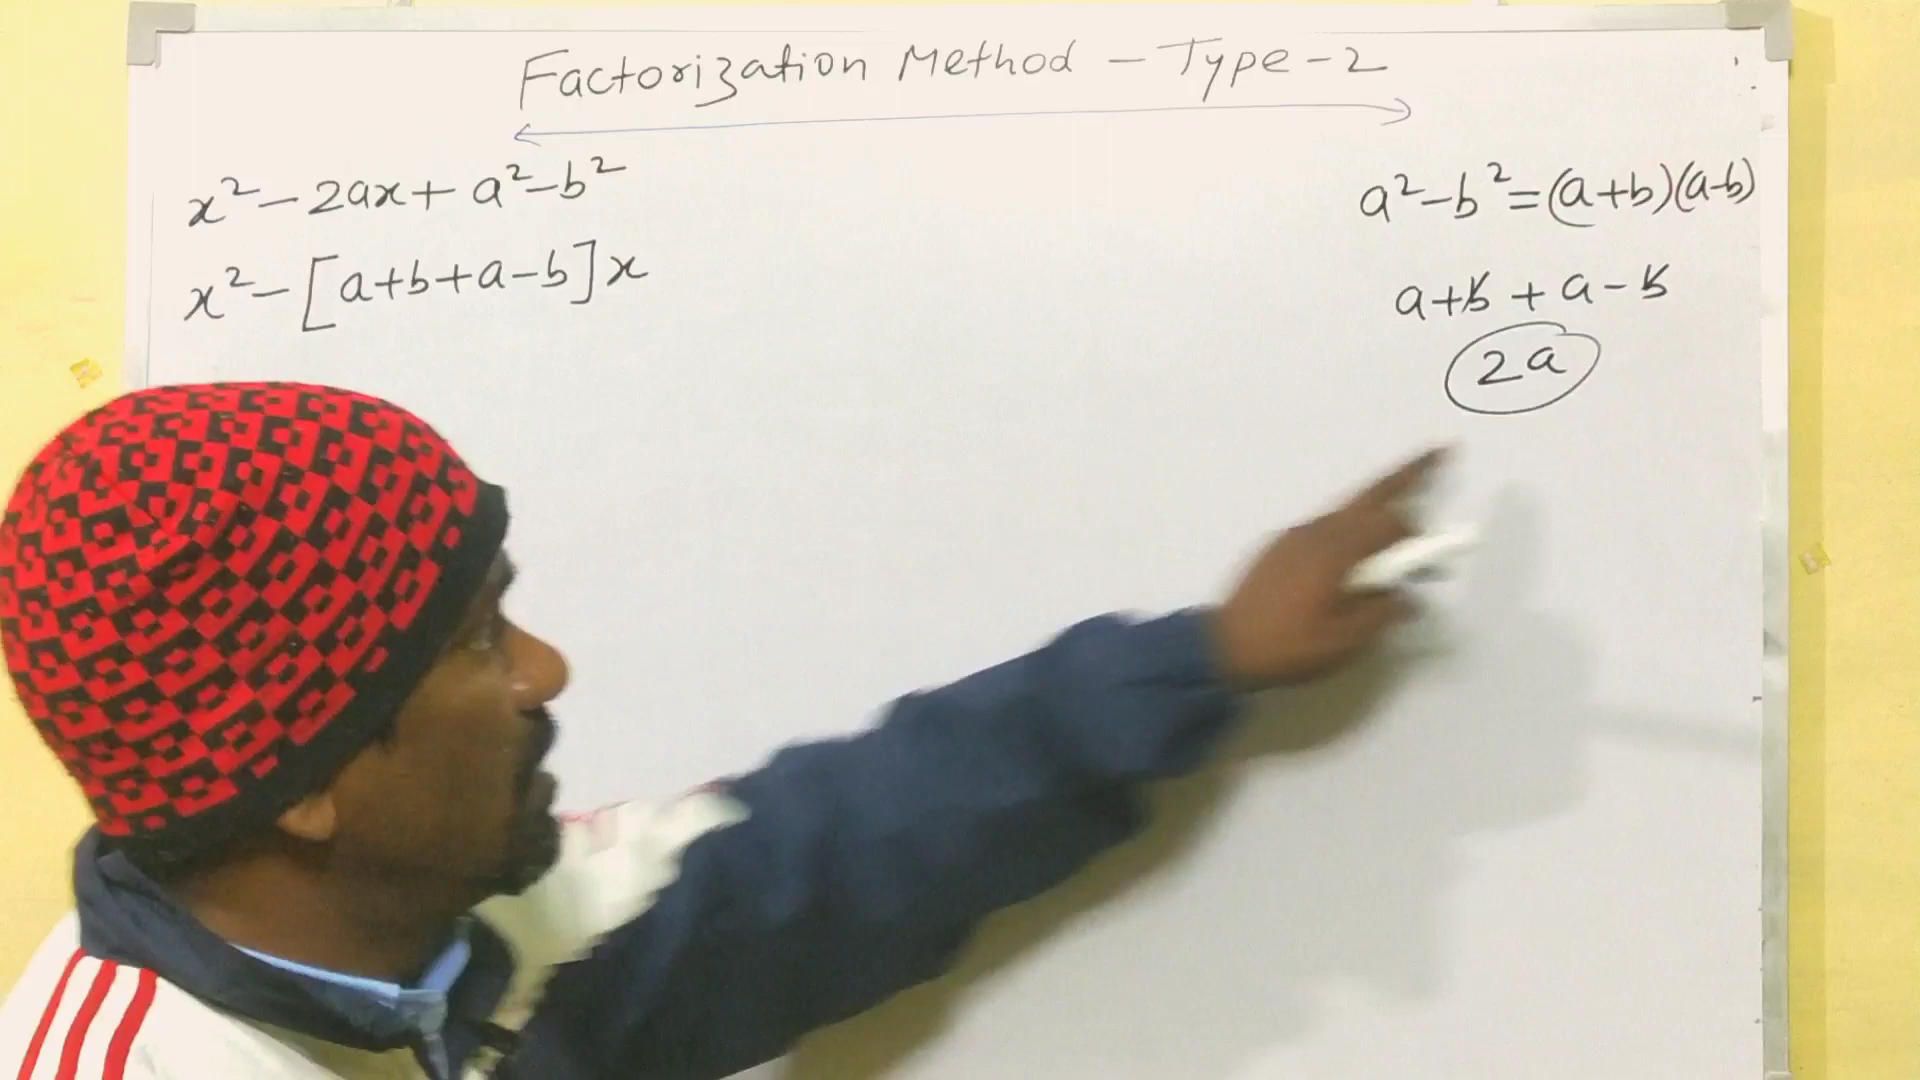 Factorization Method - Type-2
x² - 2ax + a² - b²
x² - [a+b+a-b]x
a² - b² = (a+b)(a-b)
a+b + a-b
2a